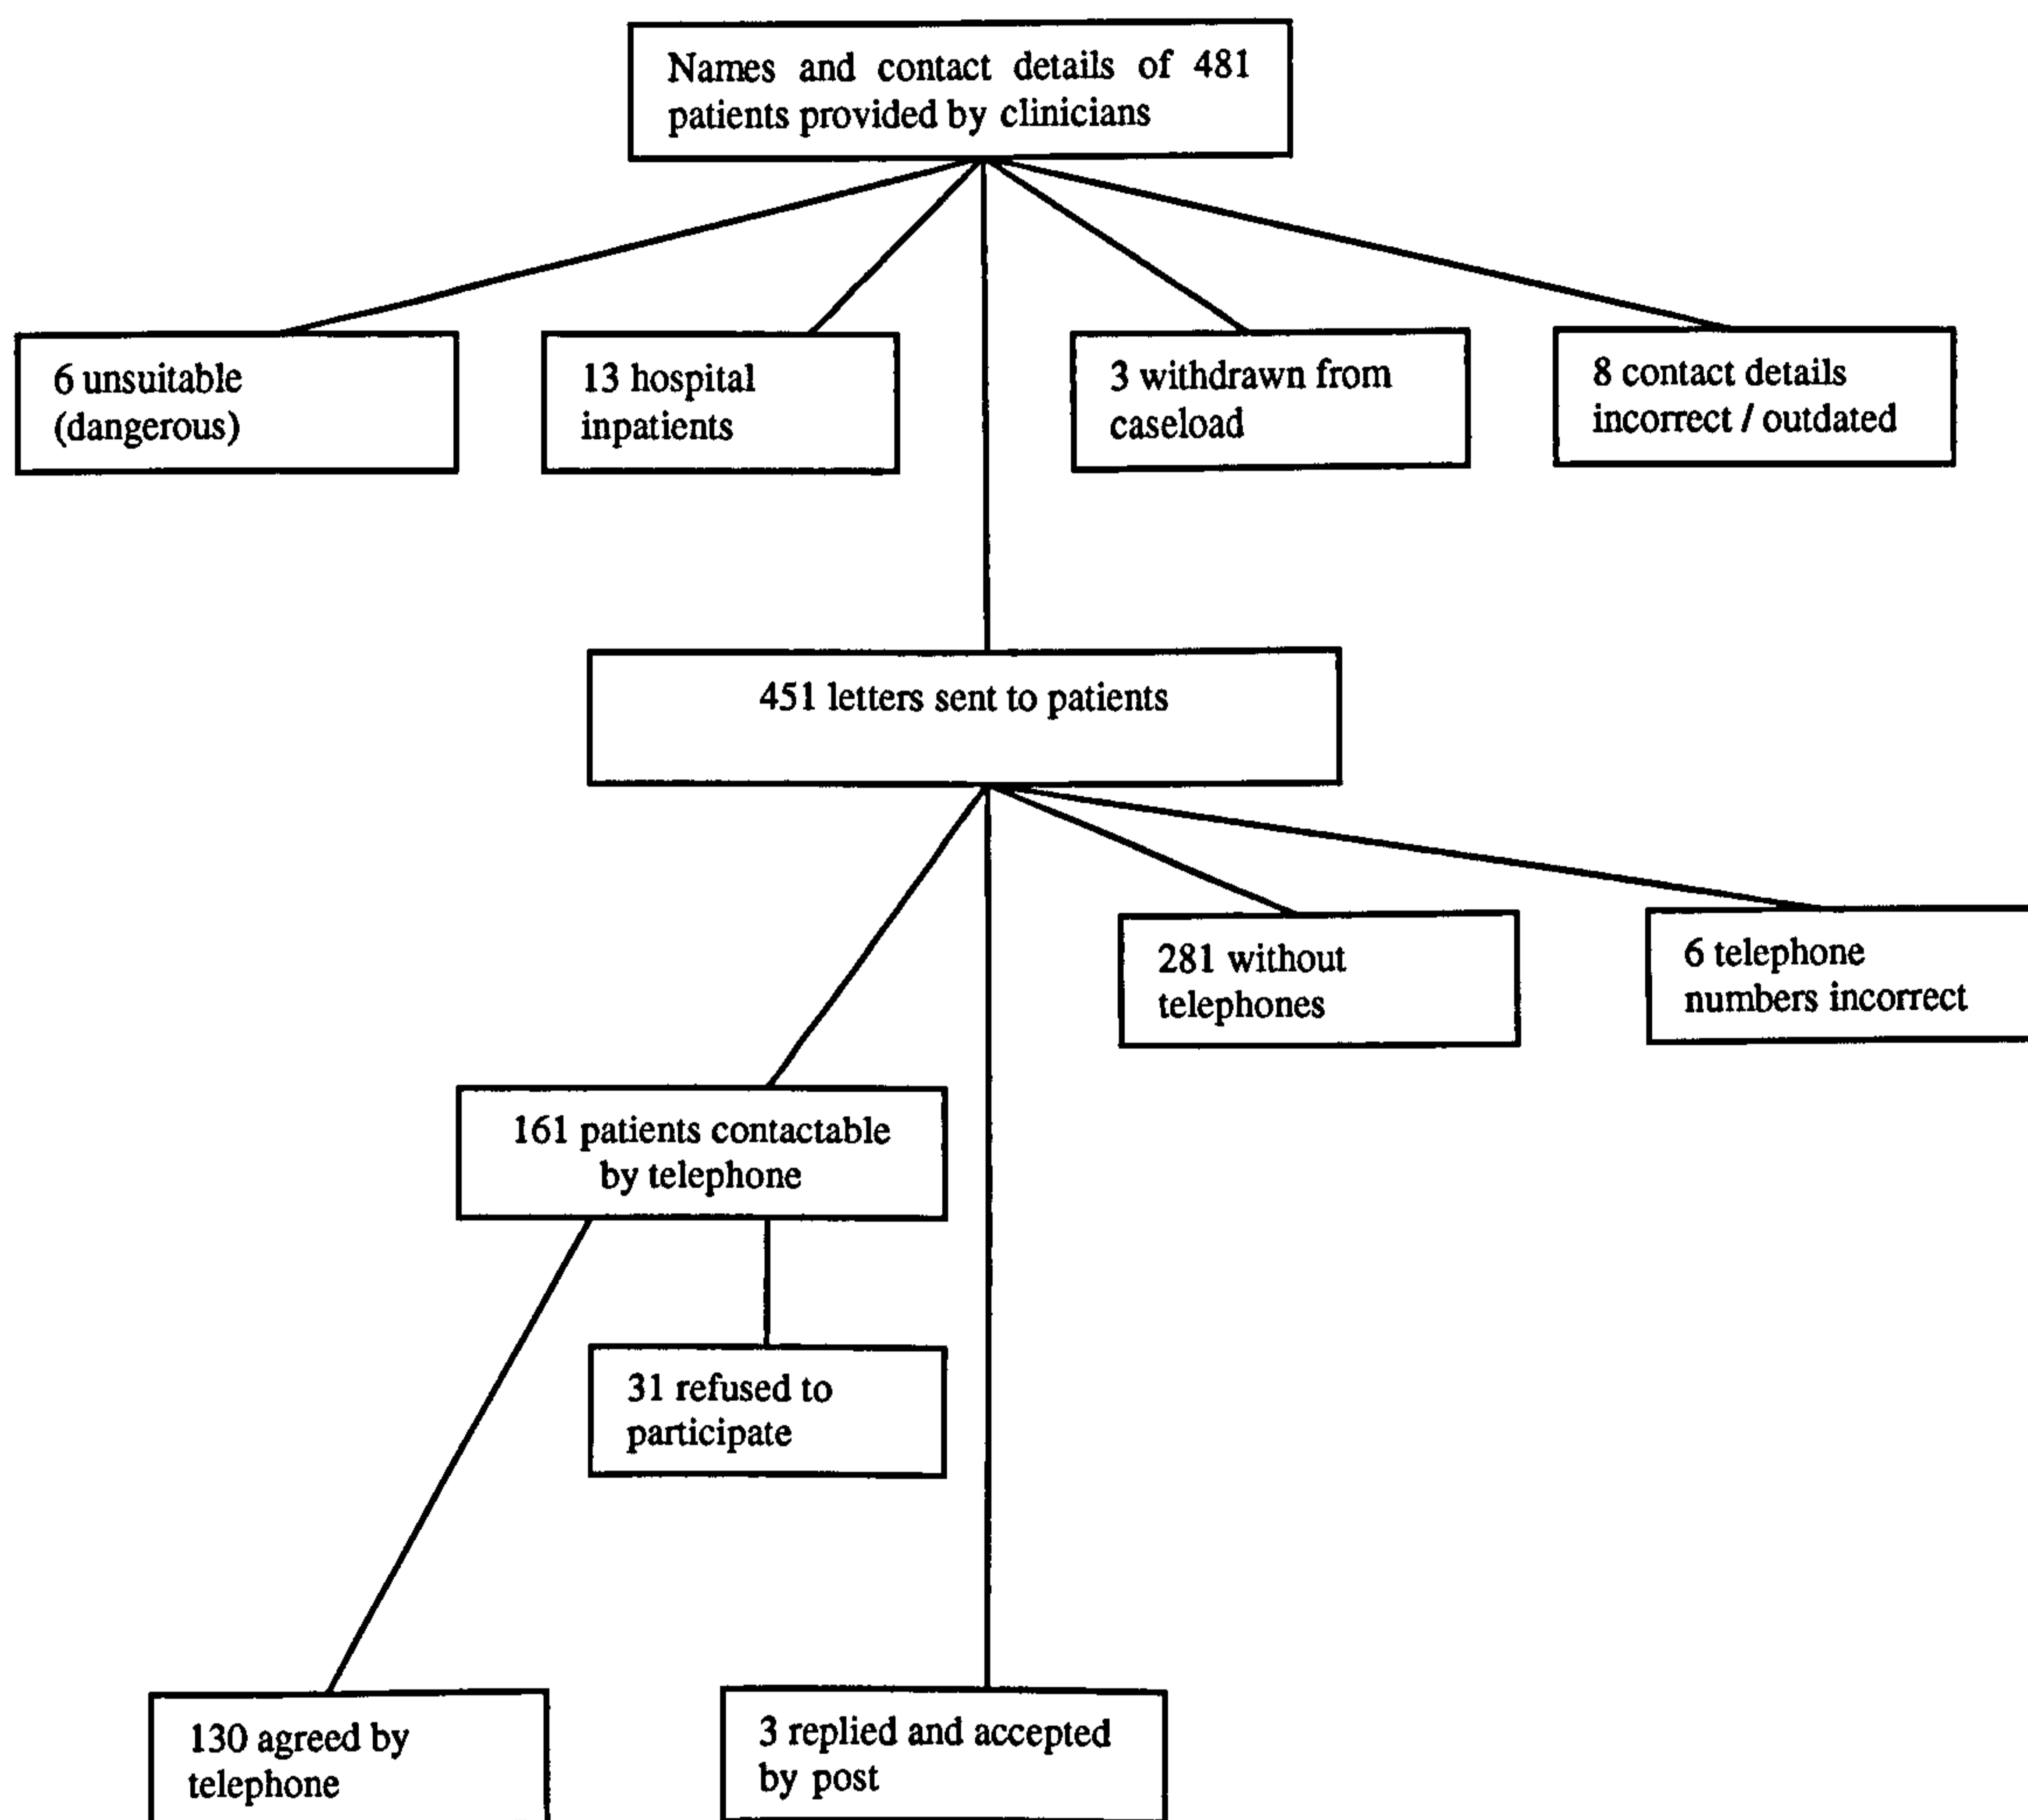 Names and contact details of 481
patients provided by clinicians
6 unsuitable
(dangerous)
13 hospital
inpatients
3 withdrawn from
caseload
8 contact details
incorrect / outdated
451 letters sent to patients
281 without
telephones
6 telephone
numbers incorrect
161 patients contactable
by telephone
31 refused to
participate
130 agreed by
telephone
3 replied and accepted
by post